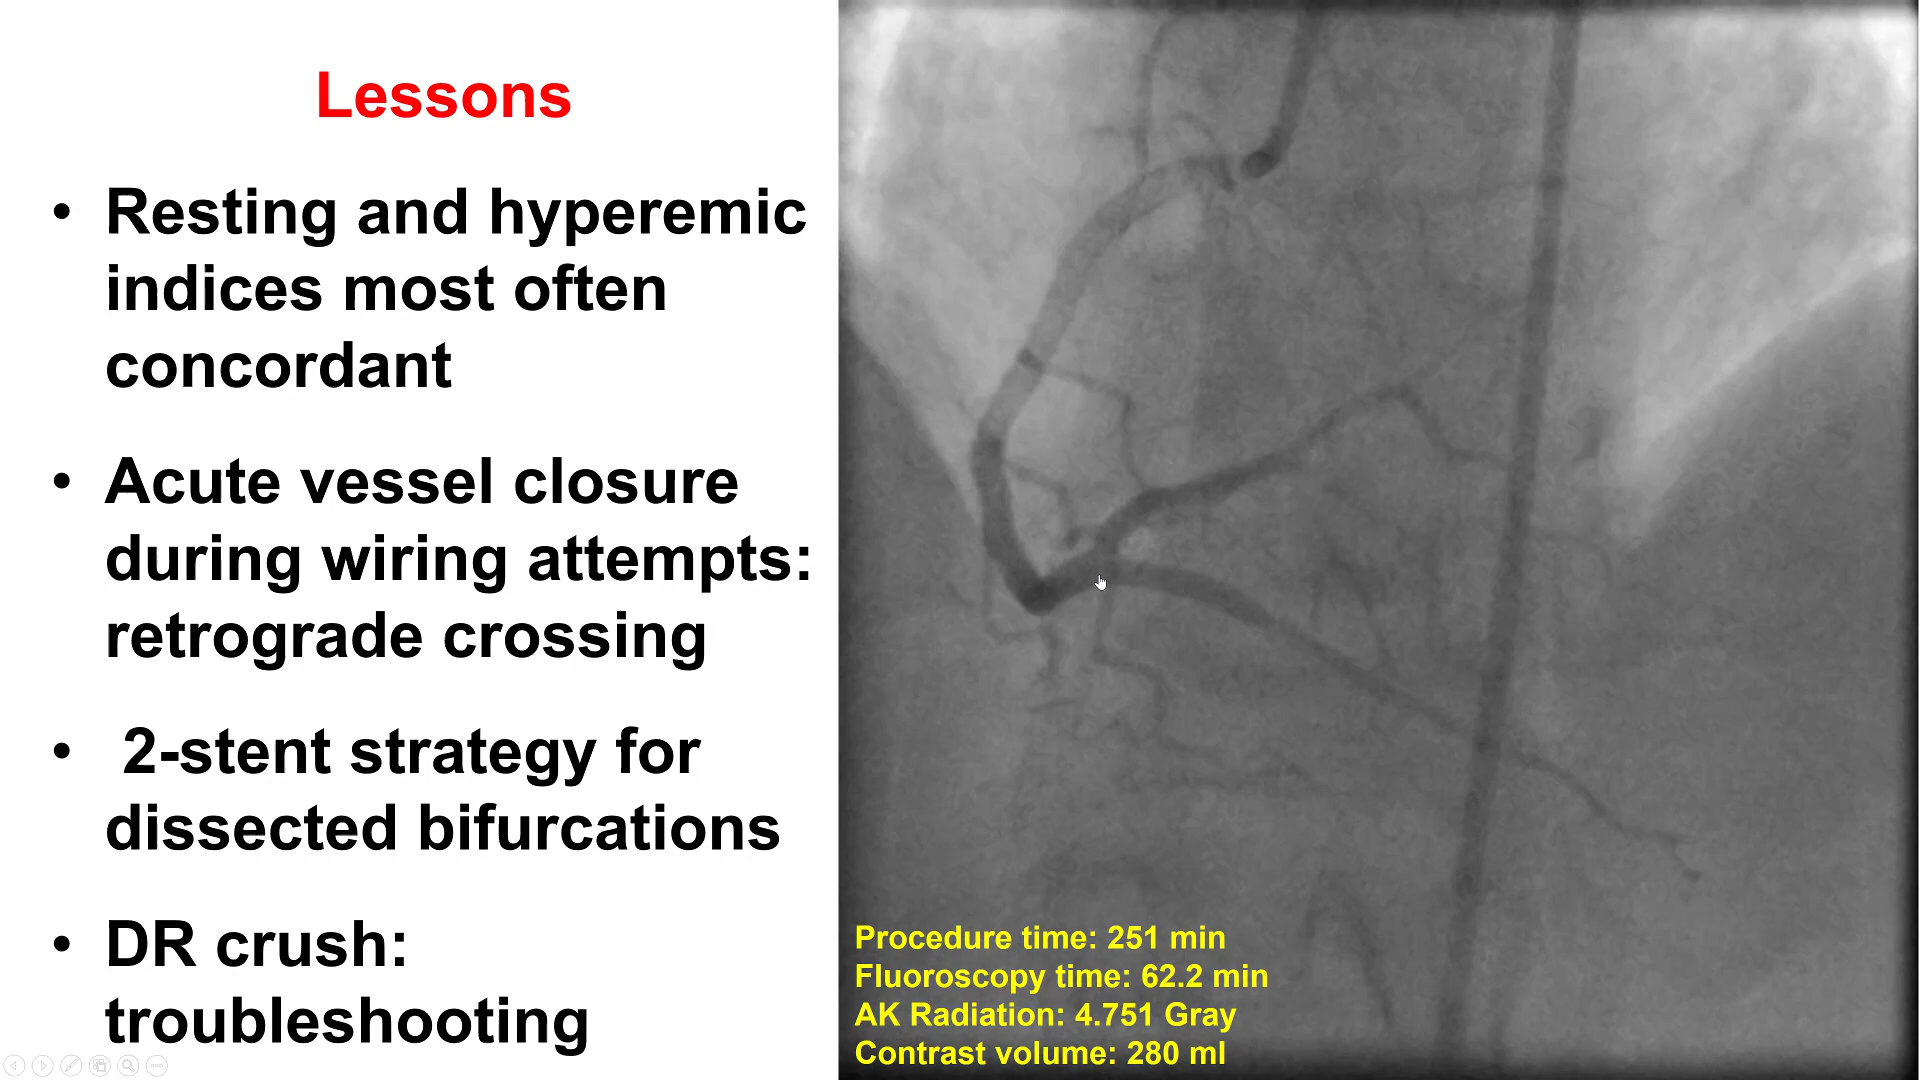 Lessons
• Resting and hyperemic
indices most often
concordant
• Acute vessel closure
during wiring attempts:
retrograde crossing
• 2-stent strategy for
dissected bifurcations
• DR crush:
troubleshooting
Procedure time: 251 min
Fluoroscopy time: 62.2 min
AK Radiation: 4.751 Gray
Contrast volume: 280 ml